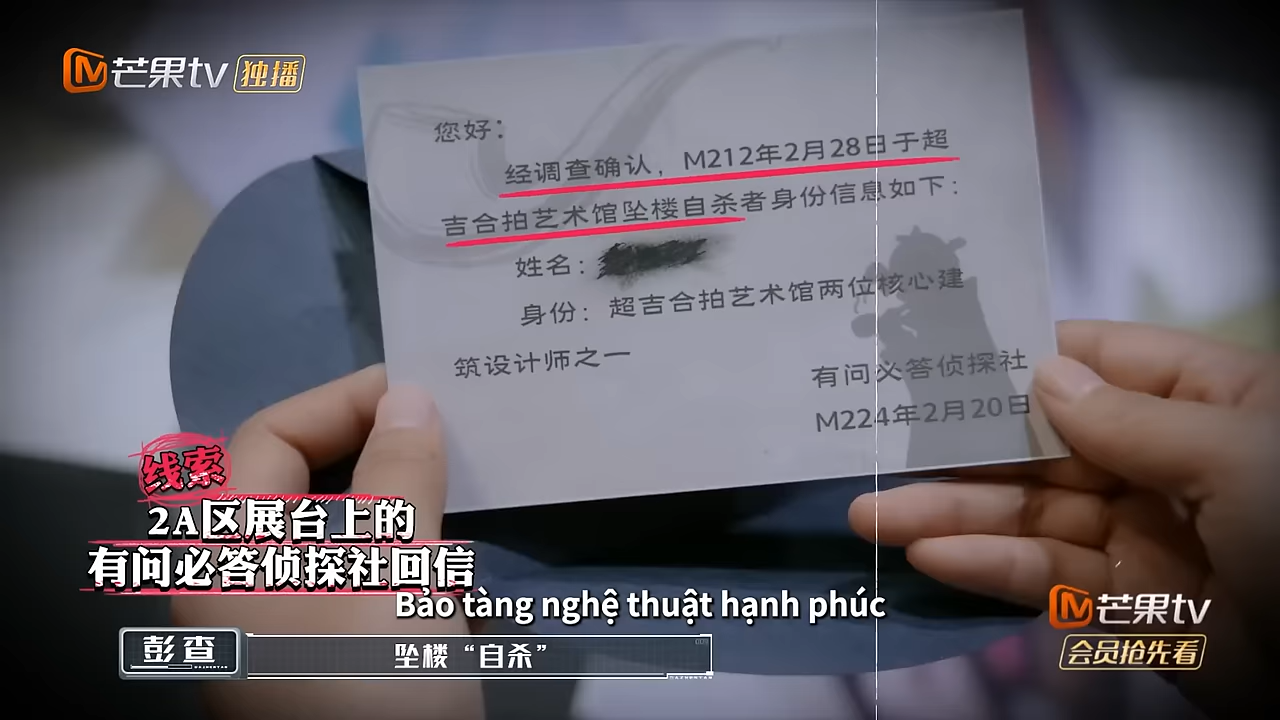 芒果tv 独播
您好：
经调查确认，M212年2月28日于超
吉合拍艺术馆坠楼自杀者身份信息如下：
姓名：
身份：超吉合拍艺术馆两位核心建
筑设计师之一
有问必答侦探社
M224年2月20日
线索
2A区展台上的
有问必答侦探社回信
Bảo tàng nghệ thuật hạnh phúc
彭查
坠楼“自杀”
芒果tv
会员抢先看